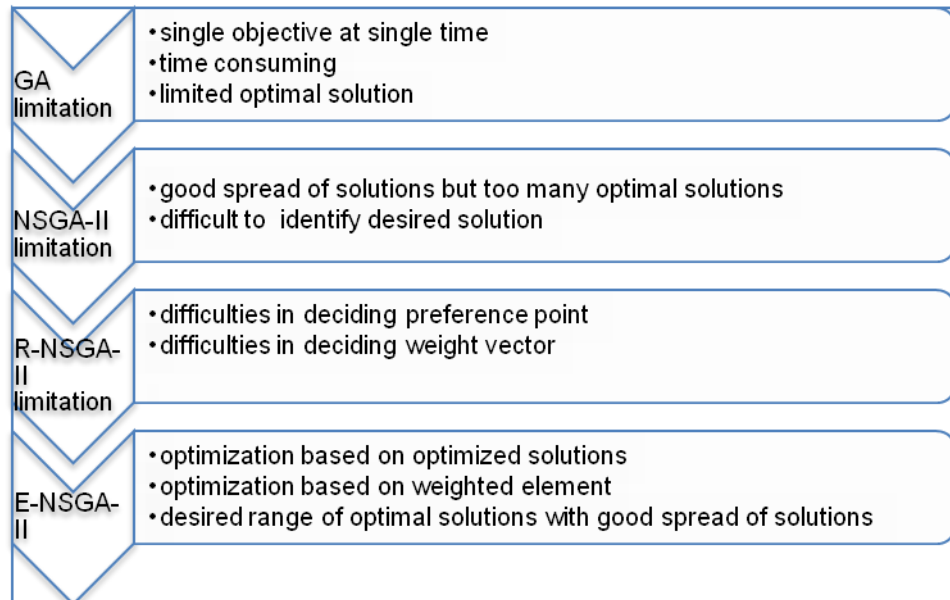 GA
limitation
•single objective at single time
•time consuming
•limited optimal solution
NSGA-II
limitation
•good spread of solutions but too many optimal solutions
•difficult to identify desired solution
R-NSGA-
II
limitation
•difficulties in deciding preference point
•difficulties in deciding weight vector
E-NSGA-
II
•optimization based on optimized solutions
•optimization based on weighted element
•desired range of optimal solutions with good spread of solutions